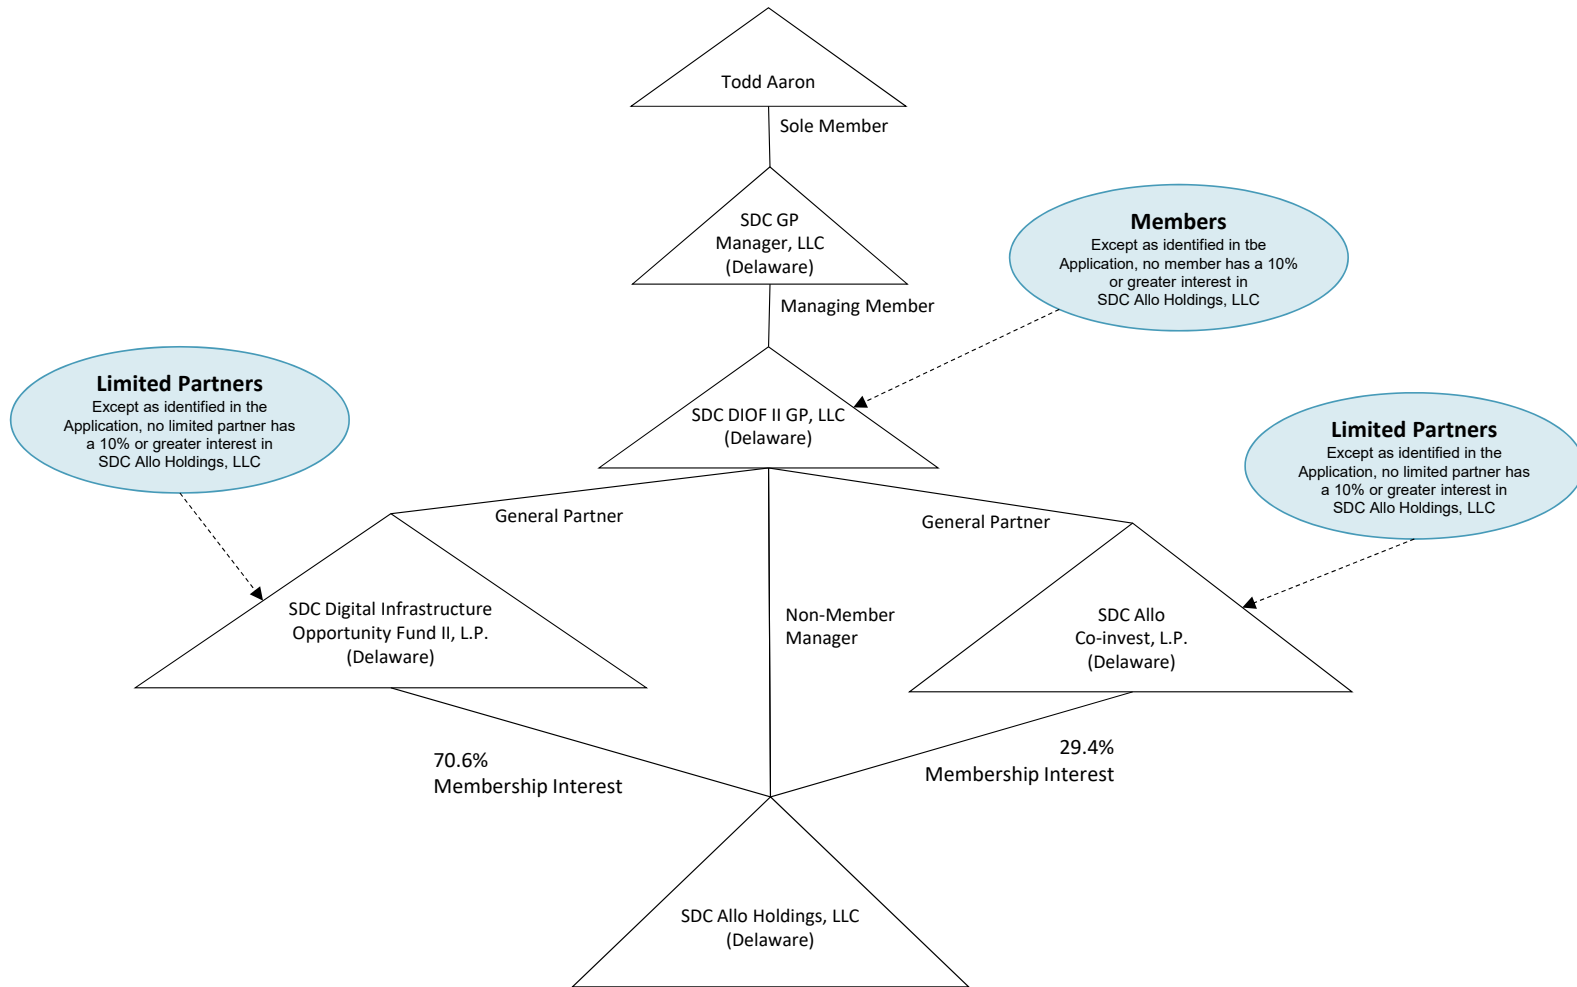 Todd Aaron
Sole Member
SDC GP
Manager, LLC
(Delaware)
Managing Member
Members
Except as identified in tbe
Application, no member has a 10%
or greater interest in
SDC Allo Holdings, LLC
SDC DIOF II GP, LLC
(Delaware)
Limited Partners
Except as identified in the
Application, no limited partner has
a 10% or greater interest in
SDC Allo Holdings, LLC
Limited Partners
Except as identified in the
Application, no limited partner has
a 10% or greater interest in
SDC Allo Holdings, LLC
General Partner
General Partner
SDC Digital Infrastructure
Opportunity Fund II, L.P.
(Delaware)
Non-Member
Manager
SDC Allo
Co-invest, L.P.
(Delaware)
70.6%
Membership Interest
29.4%
Membership Interest
SDC Allo Holdings, LLC
(Delaware)